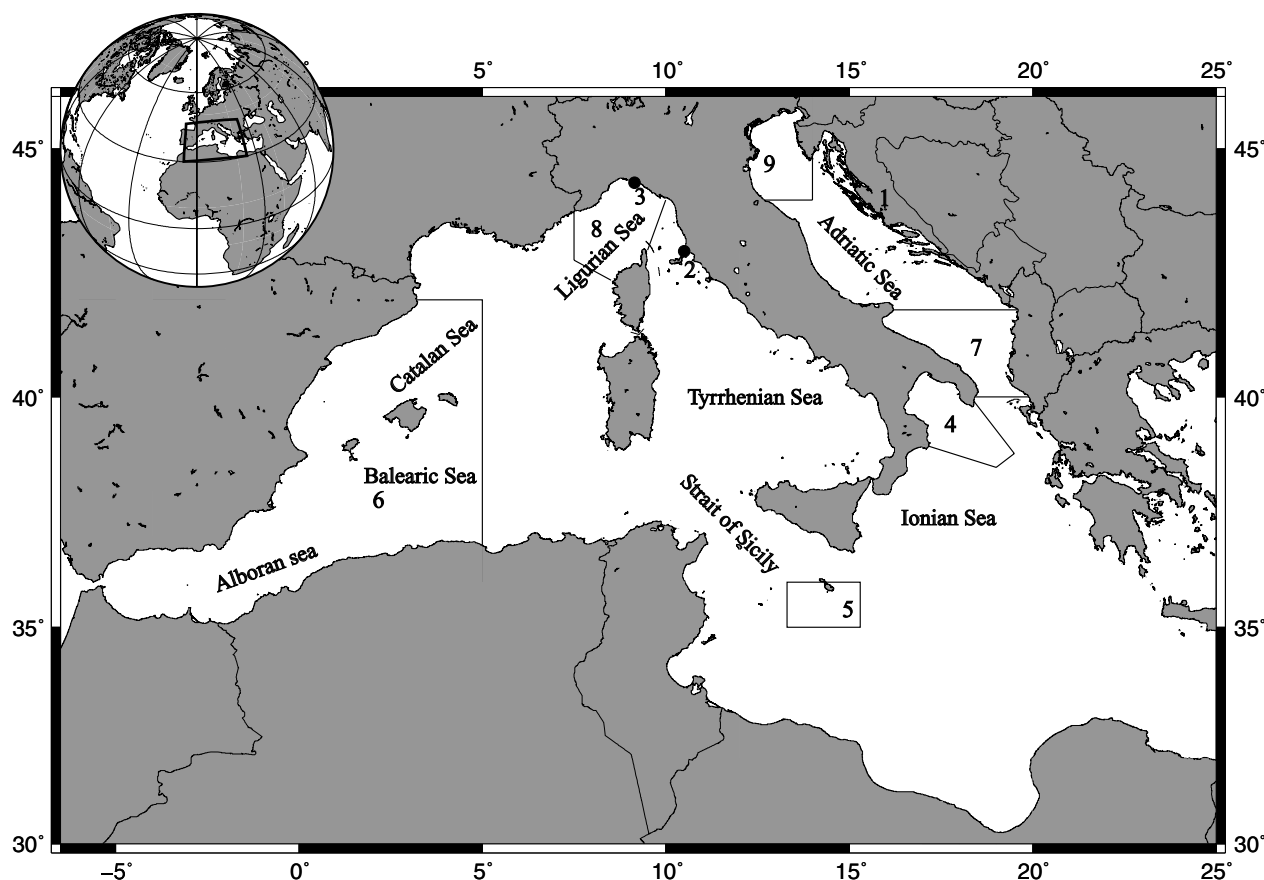 0° 5° 10° 15° 20° 25°
45° 45°
9
3
1
8
Ligurian Sea
Adriatic Sea
2
Catalan Sea
7
40° 40°
Tyrrhenian Sea
4
Balearic Sea
6
Strait of Sicily
Ionian Sea
Alboran sea
5
35° 35°
30° 30°
−5° 0° 5° 10° 15° 20° 25°